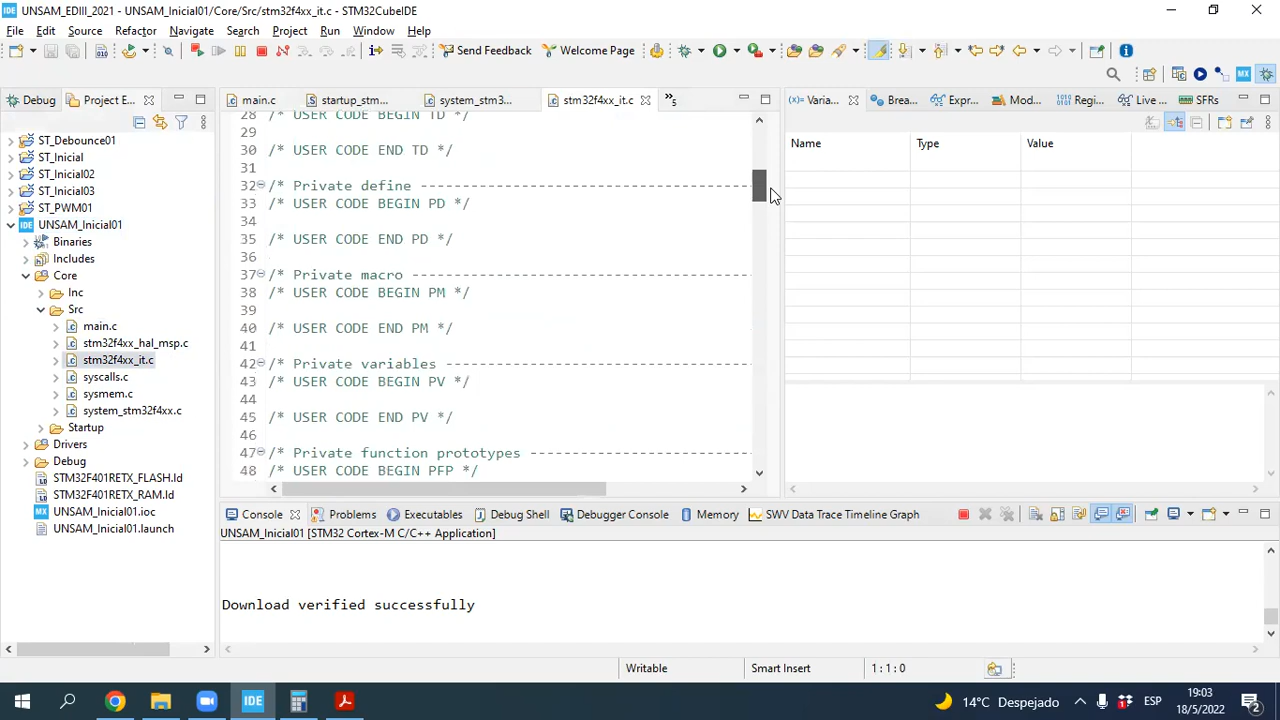 IDE UNSAM_EDIII_2021 - UNSAM_Inicial01/Core/Src/stm32f4xx_it.c - STM32CubeIDE
File Edit Source Refactor Navigate Search Project Run Window Help
Send Feedback Welcome Page
MX
Debug Project E...
main.c startup_stm... system_stm3... stm32f4xx_it.c »5
Varia... Brea... Expr... Mod... Regi... Live ... SFRs
ST_Debounce01
ST_Inicial
ST_Inicial02
ST_Inicial03
ST_PWM01
IDE UNSAM_Inicial01
Binaries
Includes
Core
Inc
Src
main.c
stm32f4xx_hal_msp.c
stm32f4xx_it.c
syscalls.c
sysmem.c
system_stm32f4xx.c
Startup
Drivers
Debug
STM32F401RETX_FLASH.ld
STM32F401RETX_RAM.ld
MX UNSAM_Inicial01.ioc
UNSAM_Inicial01.launch
28 /* USER CODE BEGIN TD */
29
30 /* USER CODE END TD */
31
32 /* Private define ---------------------------------------
33 /* USER CODE BEGIN PD */
34
35 /* USER CODE END PD */
36
37 /* Private macro ----------------------------------------
38 /* USER CODE BEGIN PM */
39
40 /* USER CODE END PM */
41
42 /* Private variables ------------------------------------
43 /* USER CODE BEGIN PV */
44
45 /* USER CODE END PV */
46
47 /* Private function prototypes --------------------------
48 /* USER CODE BEGIN PFP */
Name Type Value
Console Problems Executables Debug Shell Debugger Console Memory SWV Data Trace Timeline Graph
UNSAM_Inicial01 [STM32 Cortex-M C/C++ Application]
Download verified successfully
Writable Smart Insert 1 : 1 : 0
IDE 14°C Despejado ESP 19:03
18/5/2022
1
2